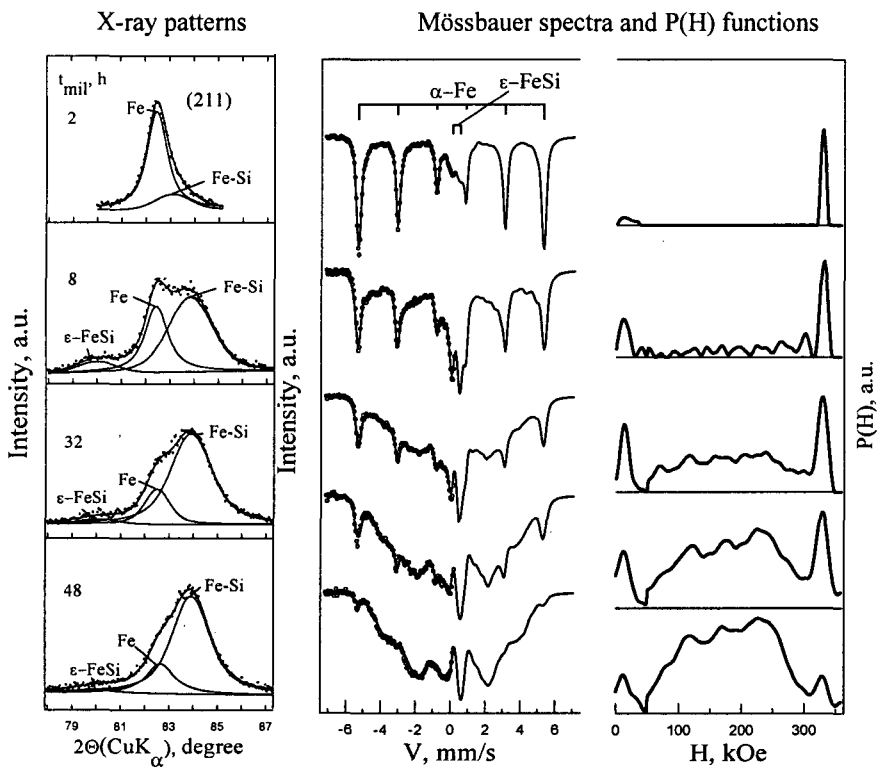 X-ray patterns
Mössbauer spectra and P(H) functions
t_mil, h
2
Fe
(211)
Fe-Si
8
Fe
Fe-Si
ε–FeSi
32
Fe-Si
Fe
ε–FeSi
48
Fe-Si
Fe
ε–FeSi
79 81 83 85 87
2Θ(CuK_α), degree
Intensity, a.u.
α–Fe
ε–FeSi
Intensity, a.u.
-6 -4 -2 0 2 4 6
V, mm/s
0 100 200 300
H, kOe
P(H), a.u.